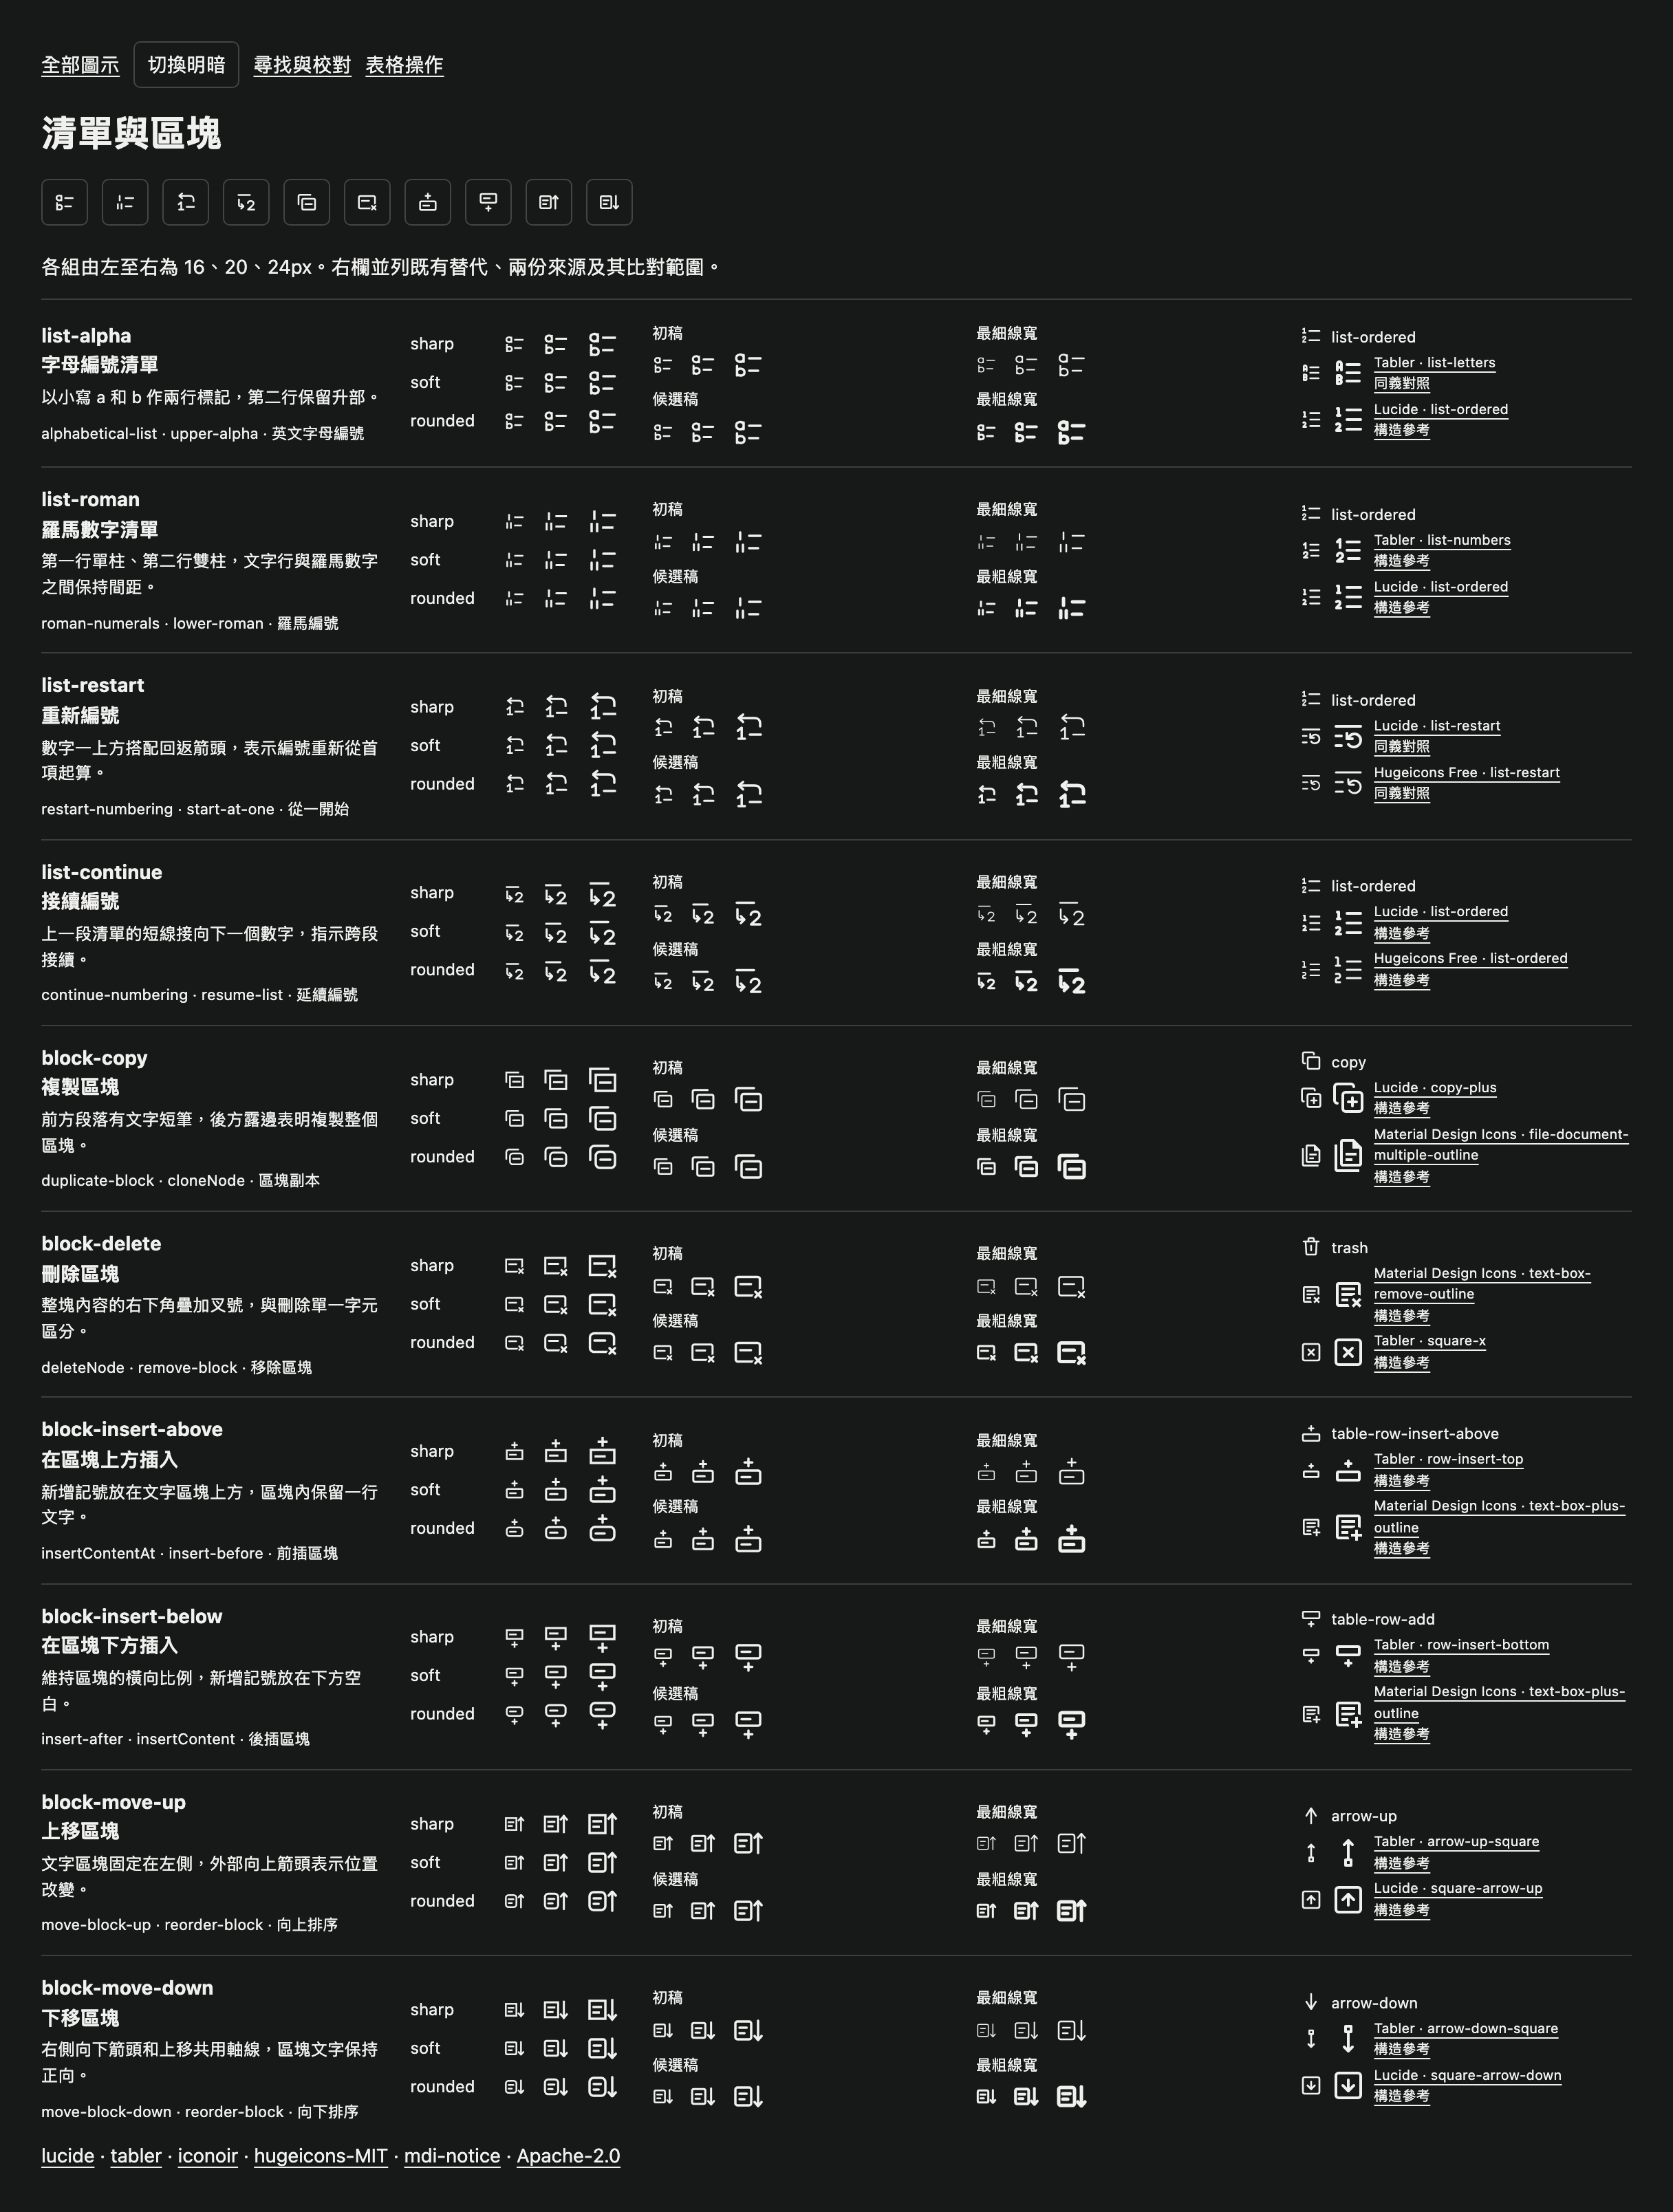 全部圖示 切換明暗 尋找與校對 表格操作
清單與區塊
各組由左至右為 16、20、24px。右欄並列既有替代、兩份來源及其比對範圍。
list-alpha
字母編號清單
以小寫 a 和 b 作兩行標記，第二行保留升部。
alphabetical-list · upper-alpha · 英文字母編號
sharp
soft
rounded
初稿
候選稿
最細線寬
最粗線寬
list-ordered
Tabler · list-letters
同義對照
Lucide · list-ordered
構造參考
list-roman
羅馬數字清單
第一行單柱、第二行雙柱，文字行與羅馬數字
之間保持間距。
roman-numerals · lower-roman · 羅馬編號
sharp
soft
rounded
初稿
候選稿
最細線寬
最粗線寬
list-ordered
Tabler · list-numbers
構造參考
Lucide · list-ordered
構造參考
list-restart
重新編號
數字一上方搭配回返箭頭，表示編號重新從首
項起算。
restart-numbering · start-at-one · 從一開始
sharp
soft
rounded
初稿
候選稿
最細線寬
最粗線寬
list-ordered
Lucide · list-restart
同義對照
Hugeicons Free · list-restart
同義對照
list-continue
接續編號
上一段清單的短線接向下一個數字，指示跨段
接續。
continue-numbering · resume-list · 延續編號
sharp
soft
rounded
初稿
候選稿
最細線寬
最粗線寬
list-ordered
Lucide · list-ordered
構造參考
Hugeicons Free · list-ordered
構造參考
block-copy
複製區塊
前方段落有文字短筆，後方露邊表明複製整個
區塊。
duplicate-block · cloneNode · 區塊副本
sharp
soft
rounded
初稿
候選稿
最細線寬
最粗線寬
copy
Lucide · copy-plus
構造參考
Material Design Icons · file-document-
multiple-outline
構造參考
block-delete
刪除區塊
整塊內容的右下角疊加叉號，與刪除單一字元
區分。
deleteNode · remove-block · 移除區塊
sharp
soft
rounded
初稿
候選稿
最細線寬
最粗線寬
trash
Material Design Icons · text-box-
remove-outline
構造參考
Tabler · square-x
構造參考
block-insert-above
在區塊上方插入
新增記號放在文字區塊上方，區塊內保留一行
文字。
insertContentAt · insert-before · 前插區塊
sharp
soft
rounded
初稿
候選稿
最細線寬
最粗線寬
table-row-insert-above
Tabler · row-insert-top
構造參考
Material Design Icons · text-box-plus-
outline
構造參考
block-insert-below
在區塊下方插入
維持區塊的橫向比例，新增記號放在下方空
白。
insert-after · insertContent · 後插區塊
sharp
soft
rounded
初稿
候選稿
最細線寬
最粗線寬
table-row-add
Tabler · row-insert-bottom
構造參考
Material Design Icons · text-box-plus-
outline
構造參考
block-move-up
上移區塊
文字區塊固定在左側，外部向上箭頭表示位置
改變。
move-block-up · reorder-block · 向上排序
sharp
soft
rounded
初稿
候選稿
最細線寬
最粗線寬
arrow-up
Tabler · arrow-up-square
構造參考
Lucide · square-arrow-up
構造參考
block-move-down
下移區塊
右側向下箭頭和上移共用軸線，區塊文字保持
正向。
move-block-down · reorder-block · 向下排序
sharp
soft
rounded
初稿
候選稿
最細線寬
最粗線寬
arrow-down
Tabler · arrow-down-square
構造參考
Lucide · square-arrow-down
構造參考
lucide · tabler · iconoir · hugeicons-MIT · mdi-notice · Apache-2.0